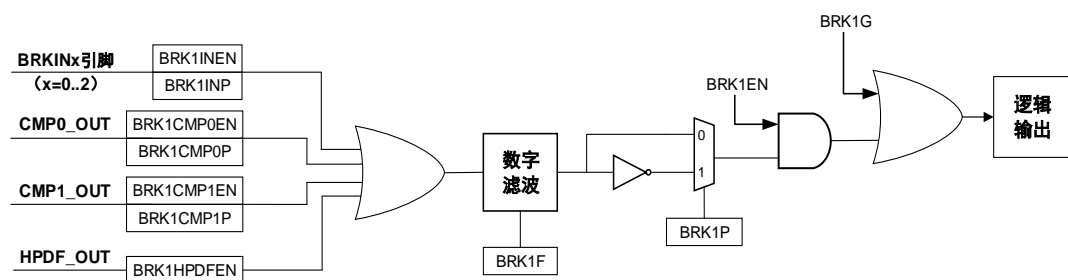 BRK1G
BRKINx引脚
（x=0..2）
BRK1INEN
BRK1INP
BRK1EN
逻辑
输出
CMP0_OUT
BRK1CMP0EN
BRK1CMP0P
数字
滤波
0
1
CMP1_OUT
BRK1CMP1EN
BRK1CMP1P
BRK1P
HPDF_OUT
BRK1HPDFEN
BRK1F